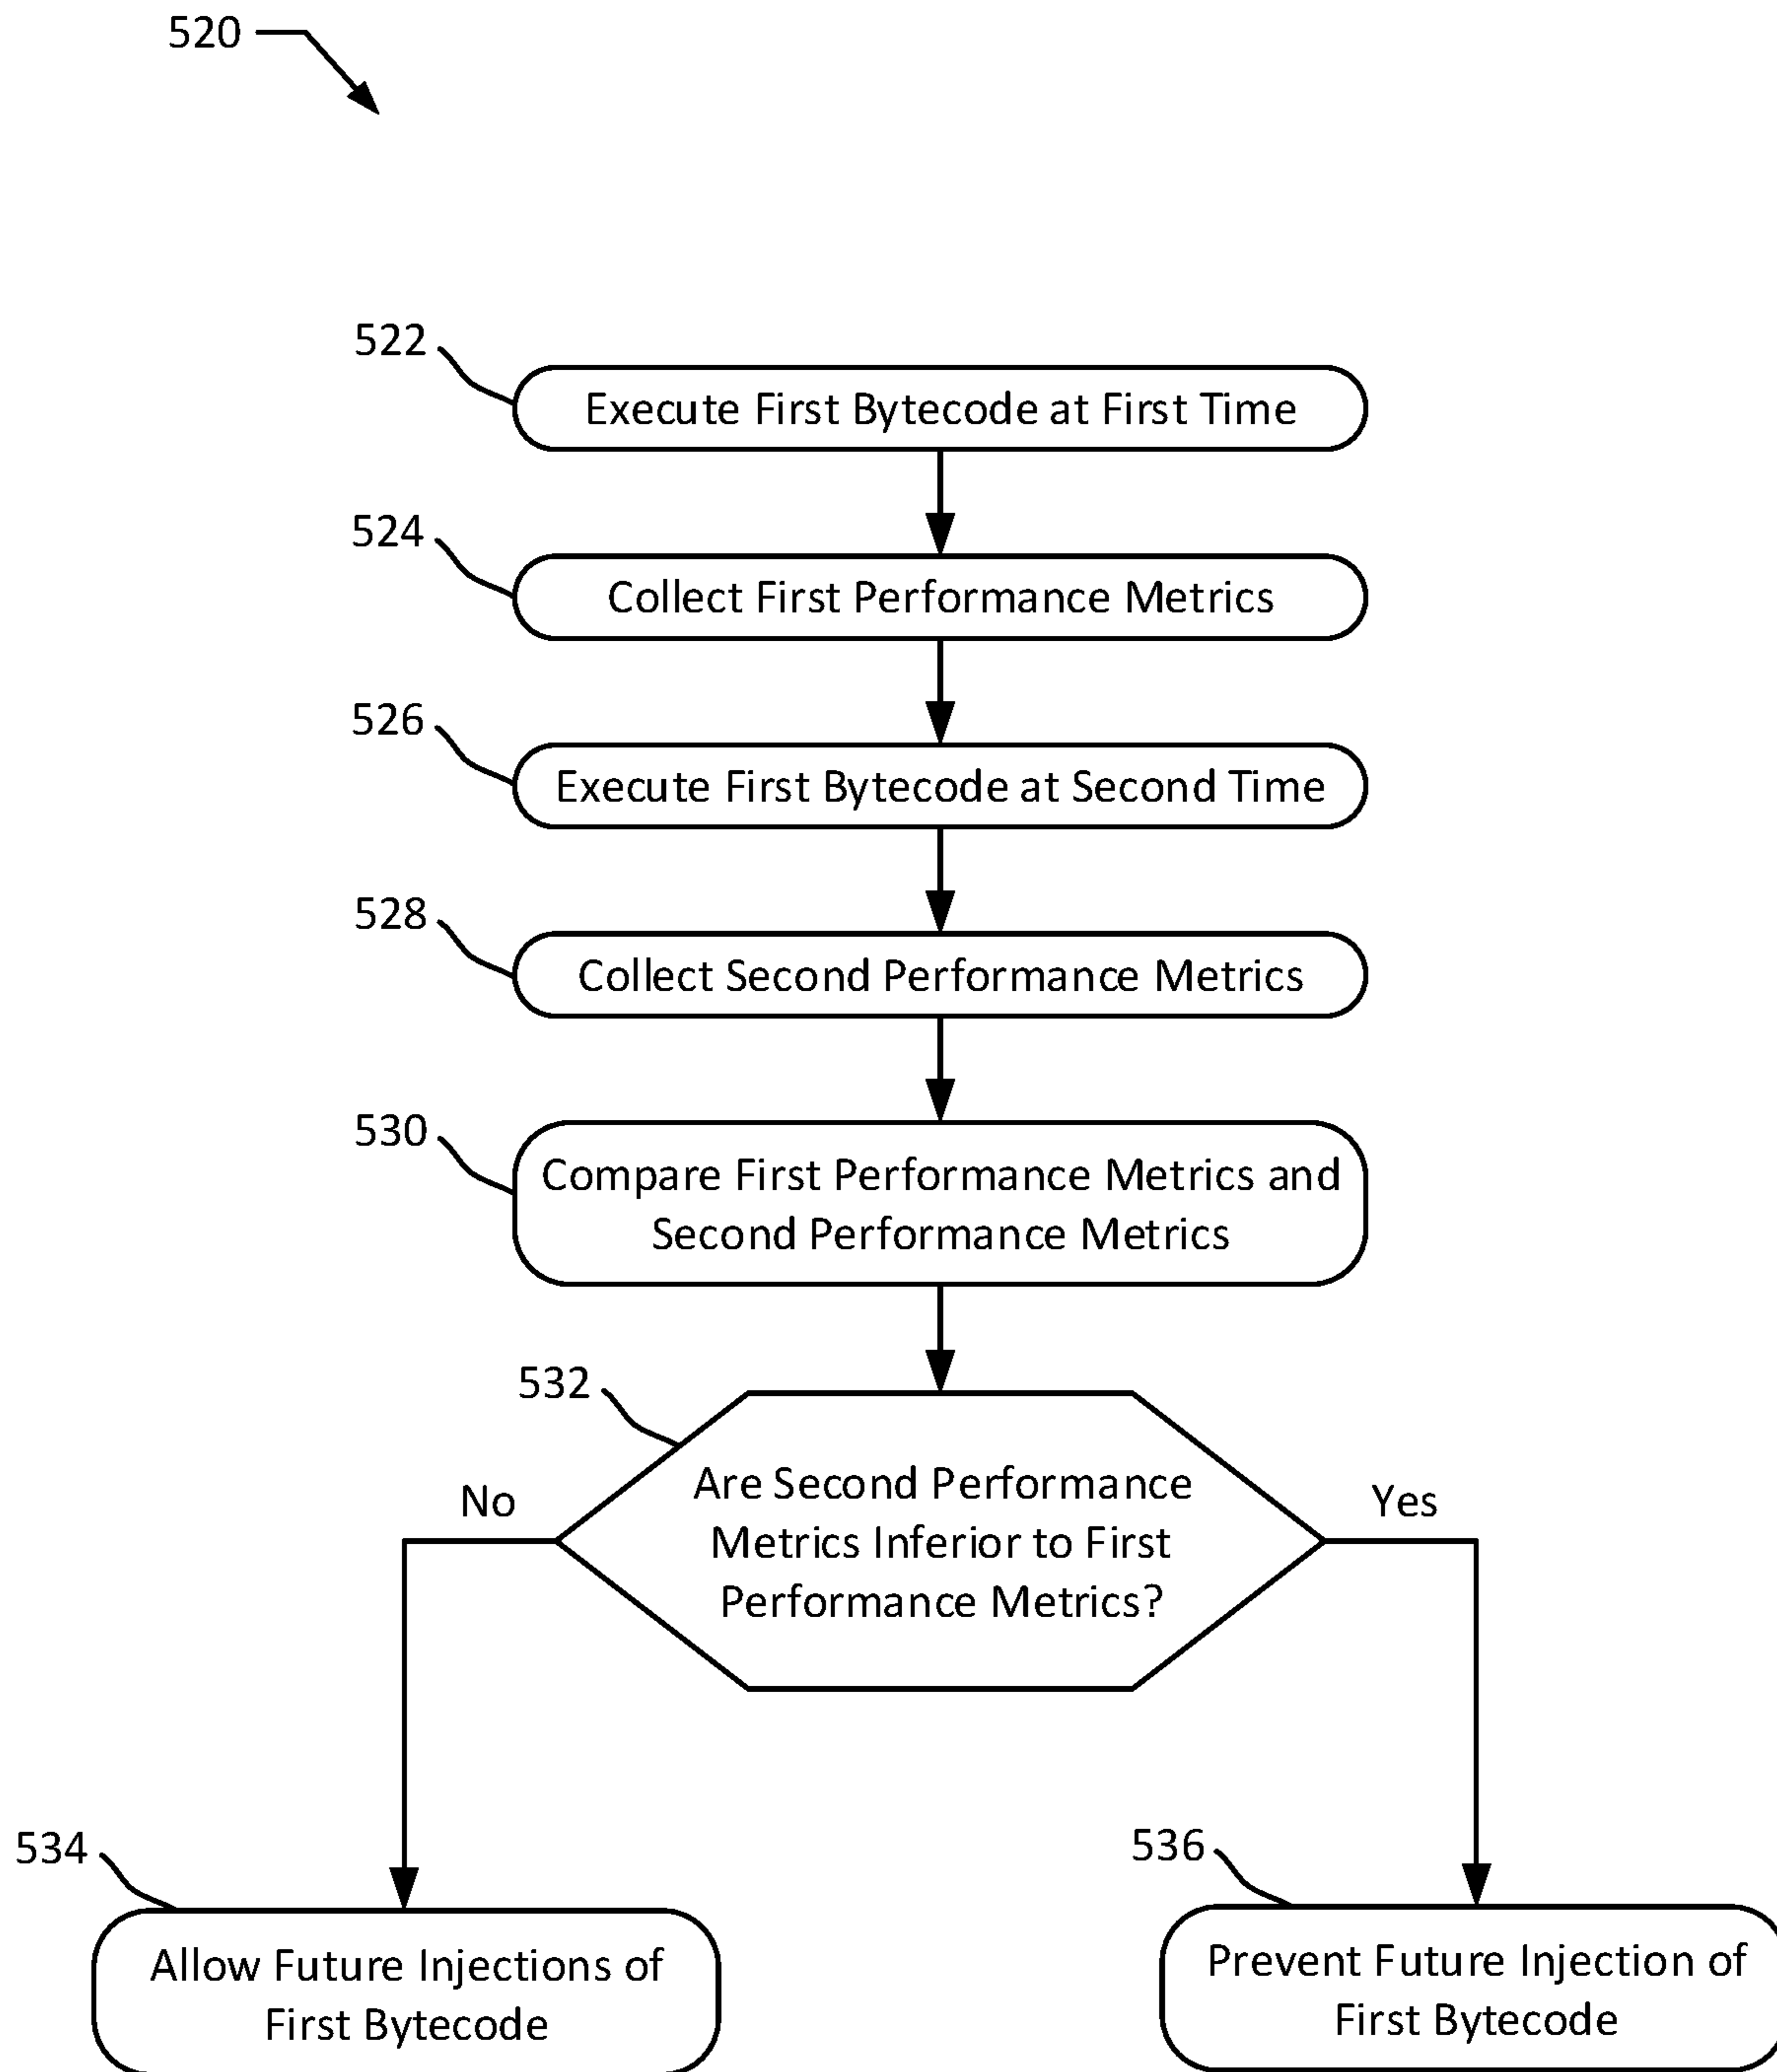 520
522
Execute First Bytecode at First Time
524
Collect First Performance Metrics
526
Execute First Bytecode at Second Time
528
Collect Second Performance Metrics
530
Compare First Performance Metrics and
Second Performance Metrics
532
Are Second Performance
Metrics Inferior to First
Performance Metrics?
No
Yes
534
Allow Future Injections of
First Bytecode
536
Prevent Future Injection of
First Bytecode